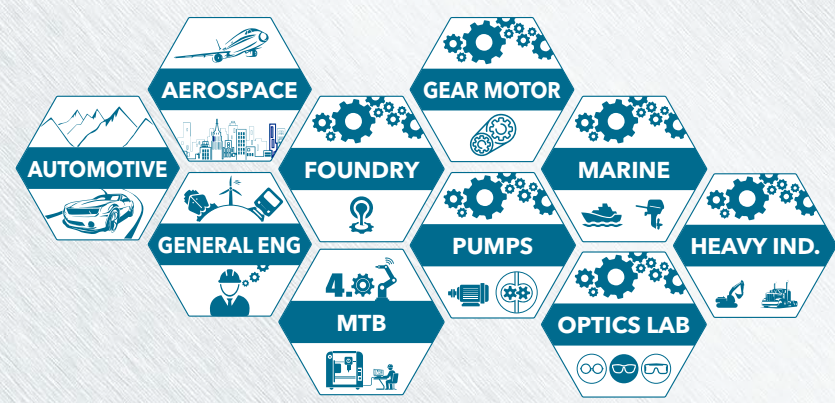 AEROSPACE
GEAR MOTOR
AUTOMOTIVE
FOUNDRY
MARINE
GENERAL ENG
PUMPS
HEAVY IND.
4.
MTB
OPTICS LAB